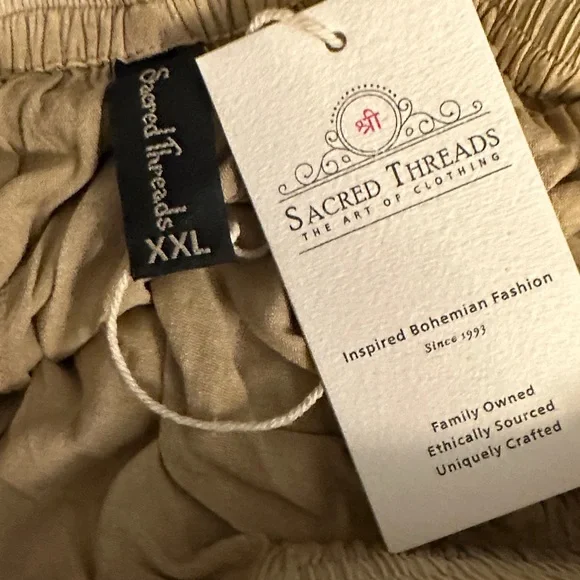 Sacred Threads
XXL
श्री
SACRED THREADS
THE ART OF CLOTHING
Inspired Bohemian Fashion
Since 1993
Family Owned
Ethically Sourced
Uniquely Crafted